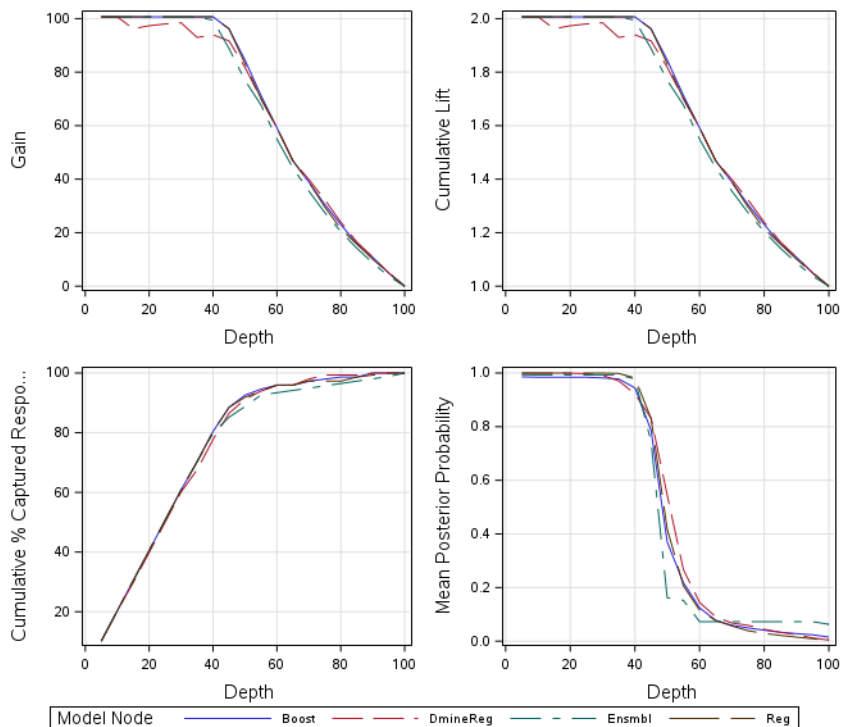 100
80
60
40
20
0
Gain
0 20 40 60 80 100
Depth
2.0
1.8
1.6
1.4
1.2
1.0
Cumulative Lift
0 20 40 60 80 100
Depth
100
80
60
40
20
Cumulative % Captured Respo...
0 20 40 60 80 100
Depth
1.0
0.8
0.6
0.4
0.2
0.0
Mean Posterior Probability
0 20 40 60 80 100
Depth
Model Node Boost DmineReg Ensmbl Reg